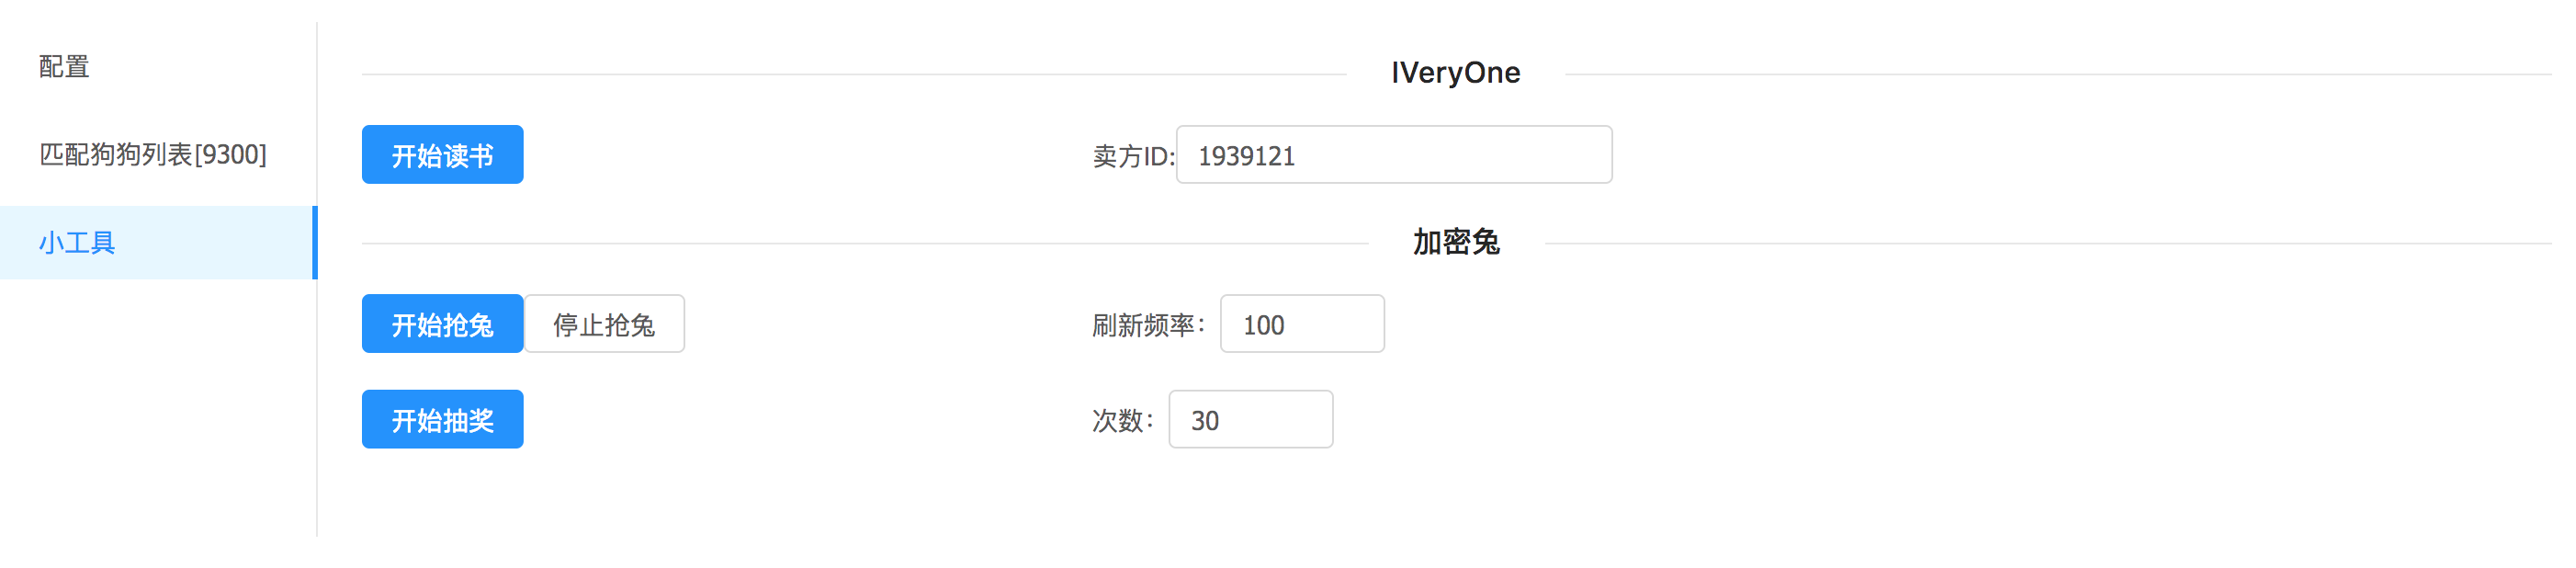 配置
匹配狗狗列表[9300]
小工具
IVeryOne
开始读书 卖方ID: 1939121
加密兔
开始抢兔 停止抢兔 刷新频率： 100
开始抽奖 次数： 30